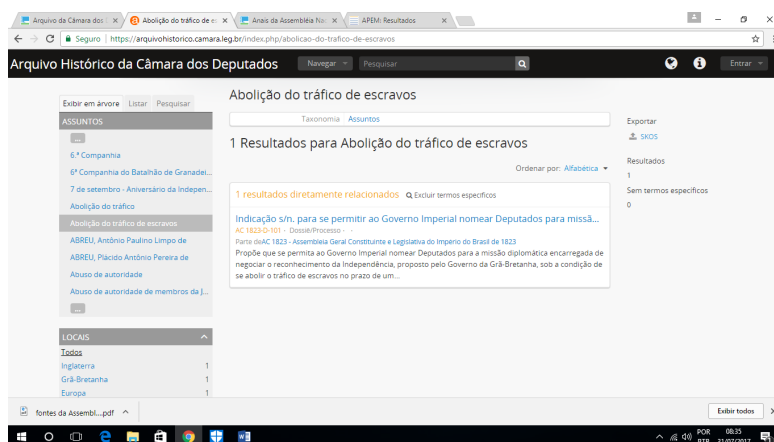 Arquivo da Câmara dos
Abolição do tráfico de es
Anais da Assembléia Nac
APEM: Resultados
Seguro | https://arquivohistorico.camara.leg.br/index.php/abolicao-do-trafico-de-escravos
Arquivo Histórico da Câmara dos Deputados
Navegar
Pesquisar
Entrar
Exibir em árvore Listar Pesquisar
ASSUNTOS
...
6.ª Companhia
6ª Companhia do Batalhão de Granadei...
7 de setembro - Aniversário da Indepen...
Abolição do tráfico
Abolição do tráfico de escravos
ABREU, Antônio Paulino Limpo de
ABREU, Plácido Antônio Pereira de
Abuso de autoridade
Abuso de autoridade de membros da J...
...
LOCAIS
Todos
Inglaterra 1
Grã-Bretanha 1
Europa 1
Abolição do tráfico de escravos
Taxonomia Assuntos
1 Resultados para Abolição do tráfico de escravos
Ordenar por: Alfabética
1 resultados diretamente relacionados Excluir termos específicos
Indicação s/n. para se permitir ao Governo Imperial nomear Deputados para missã...
AC 1823-D-101 - Dossiê/Processo - -
Parte deAC 1823 - Assembleia Geral Constituinte e Legislativa do Império do Brasil de 1823
Propõe que se permita ao Governo Imperial nomear Deputados para a missão diplomática encarregada de
negociar o reconhecimento da Independência, proposto pelo Governo da Grã-Bretanha, sob a condição de
se abolir o tráfico de escravos no prazo de um...
Exportar
SKOS
Resultados
1
Sem termos específicos
0
fontes da Assembl...pdf
Exibir todos
POR 08:35
PTB 31/07/2017